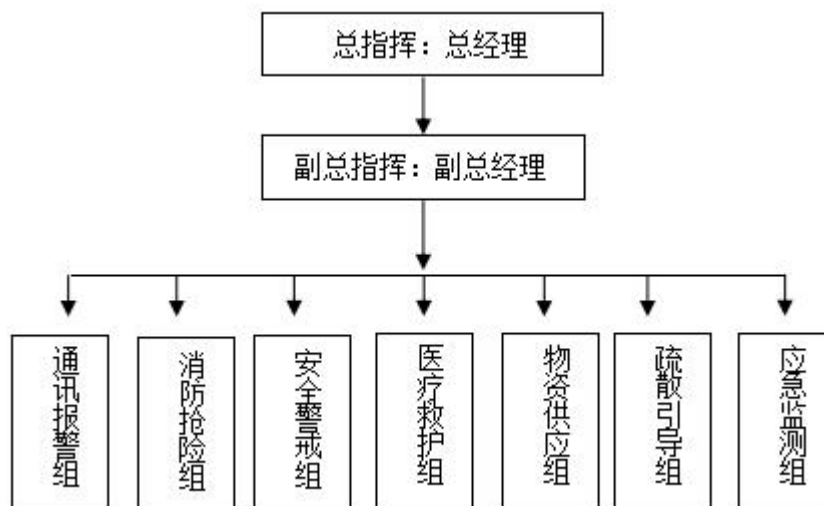 总指挥：总经理
副总指挥：副总经理
通讯报警组
消防抢险组
安全警戒组
医疗救护组
物资供应组
疏散引导组
应急监测组